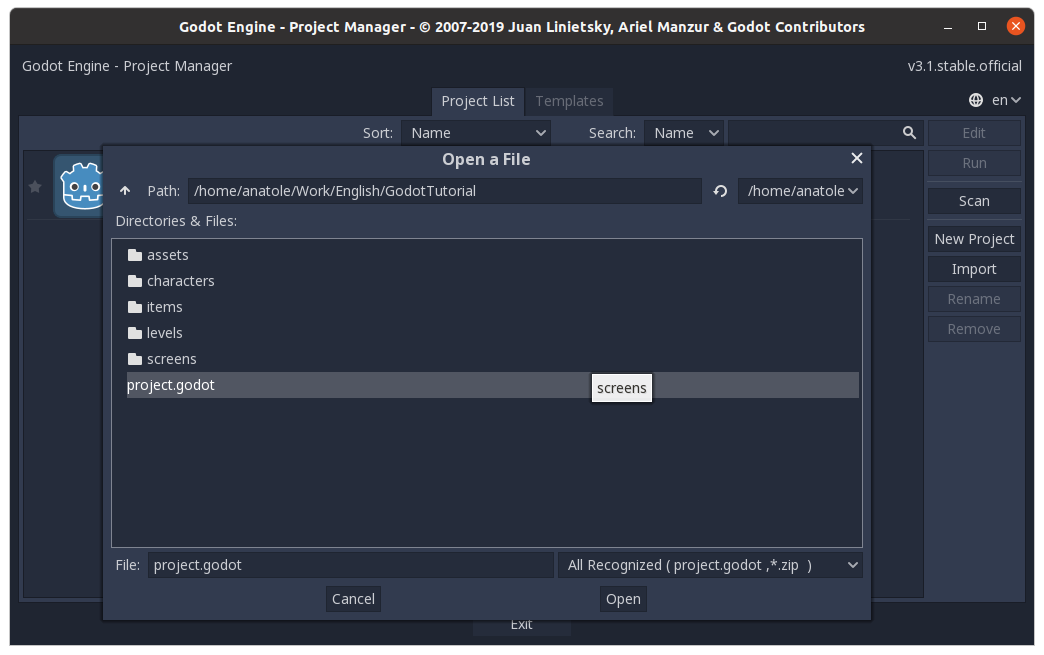 Godot Engine - Project Manager - © 2007-2019 Juan Linietsky, Ariel Manzur & Godot Contributors
Godot Engine - Project Manager
v3.1.stable.official
Project List
Templates
en
Sort:
Name
Search:
Name
Edit
Run
Scan
New Project
Import
Rename
Remove
Open a File
Path:
/home/anatole/Work/English/GodotTutorial
/home/anatole
Directories & Files:
assets
characters
items
levels
screens
project.godot
screens
File:
project.godot
All Recognized ( project.godot ,*.zip )
Cancel
Open
Exit